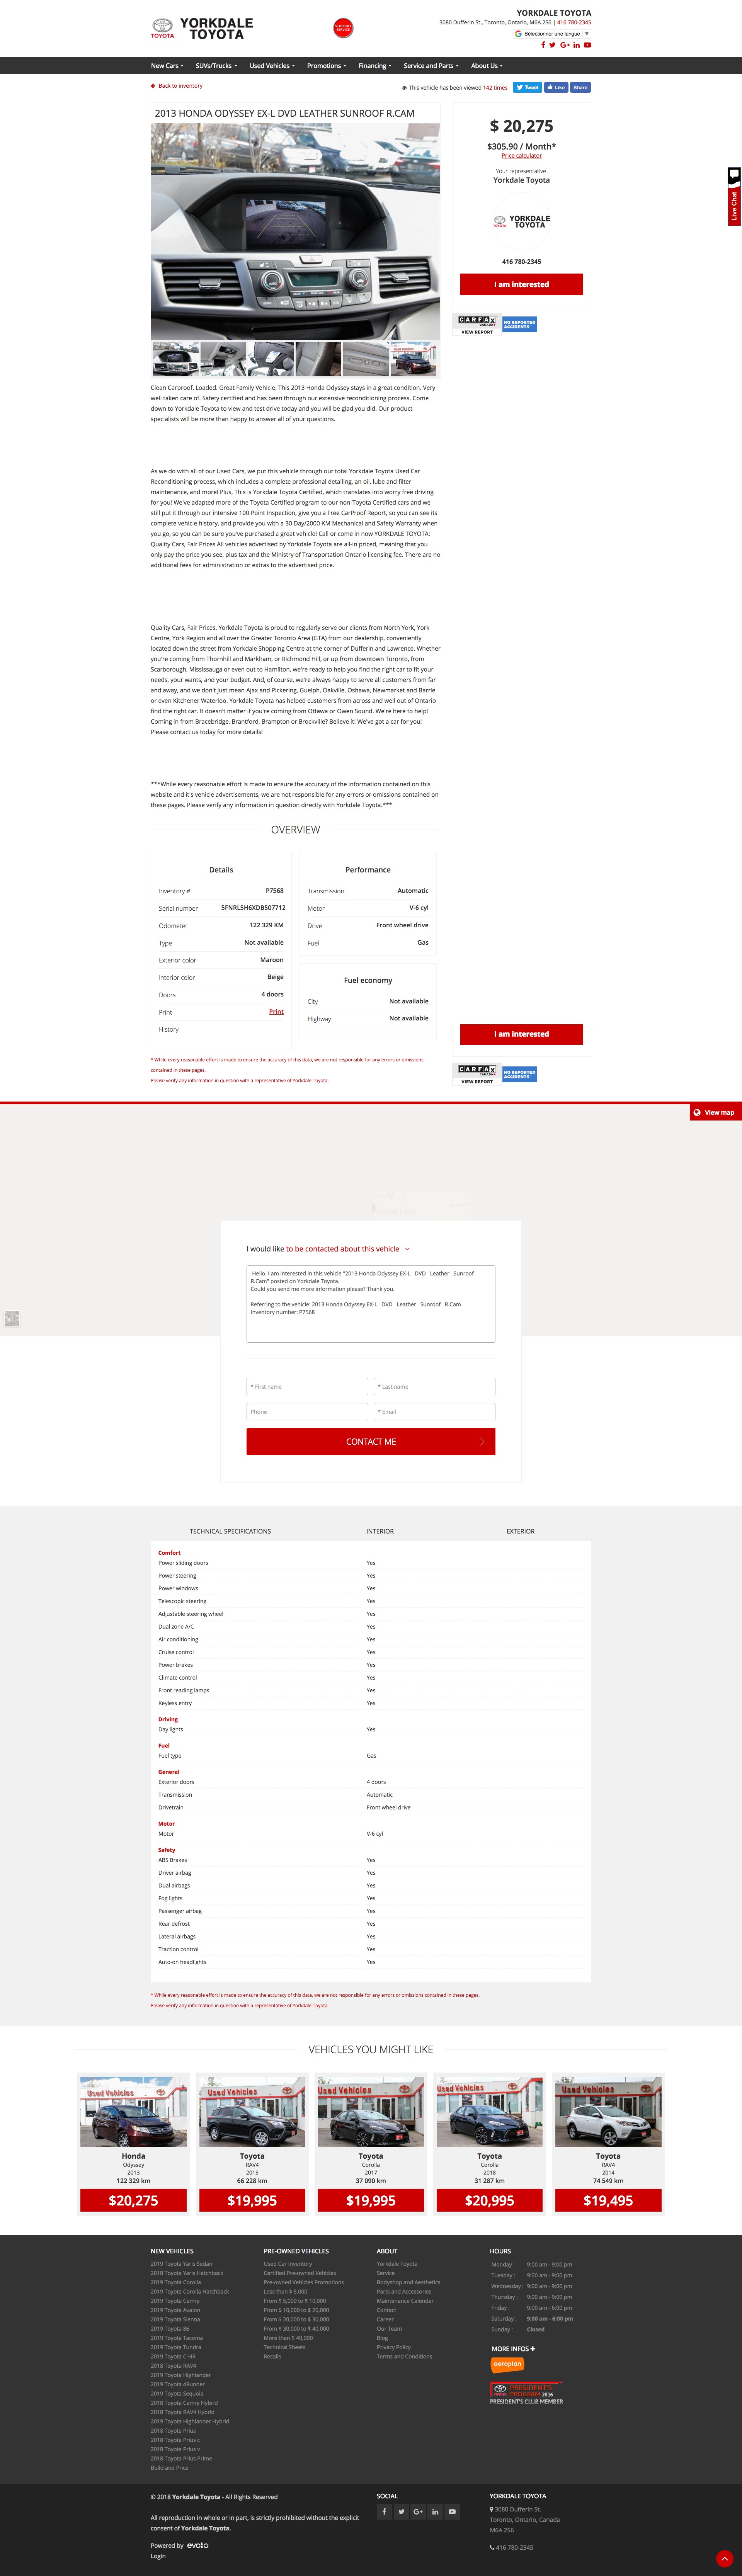 YORKDALE TOYOTA
TOYOTA
YORKDALE
TOYOTA
SCHEDULE SERVICE
3080 Dufferin St., Toronto, Ontario, M6A 2S6 | 416 780-2345
Sélectionner une langue ▼
New Cars
SUVs/Trucks
Used Vehicles
Promotions
Financing
Service and Parts
About Us
Back to inventory
This vehicle has been viewed 142 times
Tweet
Like
Share
2013 HONDA ODYSSEY EX-L DVD LEATHER SUNROOF R.CAM
$ 20,275
$305.90 / Month*
Price calculator
Your representative
Yorkdale Toyota
TOYOTA
YORKDALE
TOYOTA
416 780-2345
I am interested
CARFAX
CANADA
VIEW REPORT
NO REPORTED
ACCIDENTS
Live Chat
Clean Carproof. Loaded. Great Family Vehicle. This 2013 Honda Odyssey stays in a great condition. Very
well taken care of. Safety certified and has been through our extensive reconditioning process. Come
down to Yorkdale Toyota to view and test drive today and you will be glad you did. Our product
specialists will be more than happy to answer all of your questions.
As we do with all of our Used Cars, we put this vehicle through our total Yorkdale Toyota Used Car
Reconditioning process, which includes a complete professional detailing, an oil, lube and filter
maintenance, and more! Plus, This is Yorkdale Toyota Certified, which translates into worry free driving
for you! We've adapted more of the Toyota Certified program to our non-Toyota Certified cars and we
still put it through our intensive 100 Point Inspection, give you a Free CarProof Report, so you can see its
complete vehicle history, and provide you with a 30 Day/2000 KM Mechanical and Safety Warranty when
you go, so you can be sure you've purchased a great vehicle! Call or come in now YORKDALE TOYOTA:
Quality Cars, Fair Prices All vehicles advertised by Yorkdale Toyota are all-in priced, meaning that you
only pay the price you see, plus tax and the Ministry of Transportation Ontario licensing fee. There are no
additional fees for administration or extras to the advertised price.
Quality Cars, Fair Prices. Yorkdale Toyota is proud to regularly serve our clients from North York, York
Centre, York Region and all over the Greater Toronto Area (GTA) from our dealership, conveniently
located down the street from Yorkdale Shopping Centre at the corner of Dufferin and Lawrence. Whether
you're coming from Thornhill and Markham, or Richmond Hill, or up from downtown Toronto, from
Scarborough, Mississauga or even out to Hamilton, we're ready to help you find the right car to fit your
needs, your wants, and your budget. And, of course, we're always happy to serve all customers from far
and away, and we don't just mean Ajax and Pickering, Guelph, Oakville, Oshawa, Newmarket and Barrie
or even Kitchener Waterloo. Yorkdale Toyota has helped customers from across and well out of Ontario
find the right car. It doesn't matter if you're coming from Ottawa or Owen Sound. We're here to help!
Coming in from Bracebridge, Brantford, Brampton or Brockville? Believe it! We've got a car for you!
Please contact us today for more details!
***While every reasonable effort is made to ensure the accuracy of the information contained on this
website and it's vehicle advertisements, we are not responsible for any errors or omissions contained on
these pages. Please verify any information in question directly with Yorkdale Toyota.***
OVERVIEW
Details
Inventory # P7568
Serial number 5FNRL5H6XDB507712
Odometer 122 329 KM
Type Not available
Exterior color Maroon
Interior color Beige
Doors 4 doors
Print Print
History
Performance
Transmission Automatic
Motor V-6 cyl
Drive Front wheel drive
Fuel Gas
Fuel economy
City Not available
Highway Not available
I am interested
CARFAX
CANADA
VIEW REPORT
NO REPORTED
ACCIDENTS
* While every reasonable effort is made to ensure the accuracy of this data, we are not responsible for any errors or omissions
contained in these pages.
Please verify any information in question with a representative of Yorkdale Toyota.
View map
I would like to be contacted about this vehicle
Hello. I am interested in this vehicle "2013 Honda Odyssey EX-L DVD Leather Sunroof
R.Cam" posted on Yorkdale Toyota.
Could you send me more information please? Thank you.
Referring to the vehicle: 2013 Honda Odyssey EX-L DVD Leather Sunroof R.Cam
Inventory number: P7568
* First name
* Last name
Phone
* Email
CONTACT ME
TECHNICAL SPECIFICATIONS
INTERIOR
EXTERIOR
Comfort
Power sliding doors Yes
Power steering Yes
Power windows Yes
Telescopic steering Yes
Adjustable steering wheel Yes
Dual zone A/C Yes
Air conditioning Yes
Cruise control Yes
Power brakes Yes
Climate control Yes
Front reading lamps Yes
Keyless entry Yes
Driving
Day lights Yes
Fuel
Fuel type Gas
General
Exterior doors 4 doors
Transmission Automatic
Drivetrain Front wheel drive
Motor
Motor V-6 cyl
Safety
ABS Brakes Yes
Driver airbag Yes
Dual airbags Yes
Fog lights Yes
Passenger airbag Yes
Rear defrost Yes
Lateral airbags Yes
Traction control Yes
Auto-on headlights Yes
* While every reasonable effort is made to ensure the accuracy of this data, we are not responsible for any errors or omissions contained in these pages.
Please verify any information in question with a representative of Yorkdale Toyota.
VEHICLES YOU MIGHT LIKE
Used Vehicles
Honda
Odyssey
2013
122 329 km
$20,275
Used Vehicles
Toyota
RAV4
2015
66 228 km
$19,995
Used Vehicles
Toyota
Corolla
2017
37 090 km
$19,995
Used Vehicles
Toyota
Corolla
2018
31 287 km
$20,995
Used Vehicles
Toyota
RAV4
2014
74 549 km
$19,495
NEW VEHICLES
2019 Toyota Yaris Sedan
2018 Toyota Yaris Hatchback
2019 Toyota Corolla
2019 Toyota Corolla Hatchback
2019 Toyota Camry
2019 Toyota Avalon
2019 Toyota Sienna
2019 Toyota 86
2019 Toyota Tacoma
2019 Toyota Tundra
2019 Toyota C-HR
2018 Toyota RAV4
2019 Toyota Highlander
2019 Toyota 4Runner
2019 Toyota Sequoia
2018 Toyota Camry Hybrid
2018 Toyota RAV4 Hybrid
2019 Toyota Highlander Hybrid
2018 Toyota Prius
2018 Toyota Prius c
2018 Toyota Prius v
2018 Toyota Prius Prime
Build and Price
PRE-OWNED VEHICLES
Used Car Inventory
Certified Pre-owned Vehicles
Pre-owned Vehicles Promotions
Less than $ 5,000
From $ 5,000 to $ 10,000
From $ 10,000 to $ 20,000
From $ 20,000 to $ 30,000
From $ 30,000 to $ 40,000
More than $ 40,000
Technical Sheets
Recalls
ABOUT
Yorkdale Toyota
Service
Bodyshop and Aesthetics
Parts and Accessories
Maintenance Calendar
Contact
Career
Our Team
Blog
Privacy Policy
Terms and Conditions
HOURS
Monday : 9:00 am - 9:00 pm
Tuesday : 9:00 am - 9:00 pm
Wednesday : 9:00 am - 9:00 pm
Thursday : 9:00 am - 9:00 pm
Friday : 9:00 am - 6:00 pm
Saturday : 9:00 am - 6:00 pm
Sunday : Closed
MORE INFOS
aeroplan
PRESIDENT'S
PROGRAM 2016
PRESIDENT'S CLUB MEMBER
© 2018 Yorkdale Toyota - All Rights Reserved
All reproduction in whole or in part, is strictly prohibited without the explicit
consent of Yorkdale Toyota.
Powered by evolio
Login
SOCIAL
YORKDALE TOYOTA
3080 Dufferin St.
Toronto, Ontario, Canada
M6A 2S6
416 780-2345